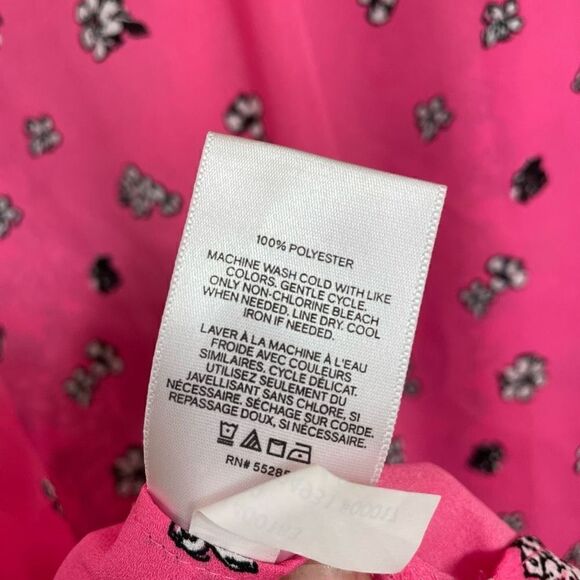 100% POLYESTER
MACHINE WASH COLD WITH LIKE
COLORS. GENTLE CYCLE.
ONLY NON-CHLORINE BLEACH
WHEN NEEDED. LINE DRY. COOL
IRON IF NEEDED.
LAVER À LA MACHINE À L'EAU
FROIDE AVEC COULEURS
SIMILAIRES, CYCLE DÉLICAT.
UTILISEZ SEULEMENT DU
JAVELLISANT SANS CHLORE, SI
NÉCESSAIRE. SÉCHAGE SUR CORDE.
REPASSAGE DOUX, SI NÉCESSAIRE.
RN# 55285